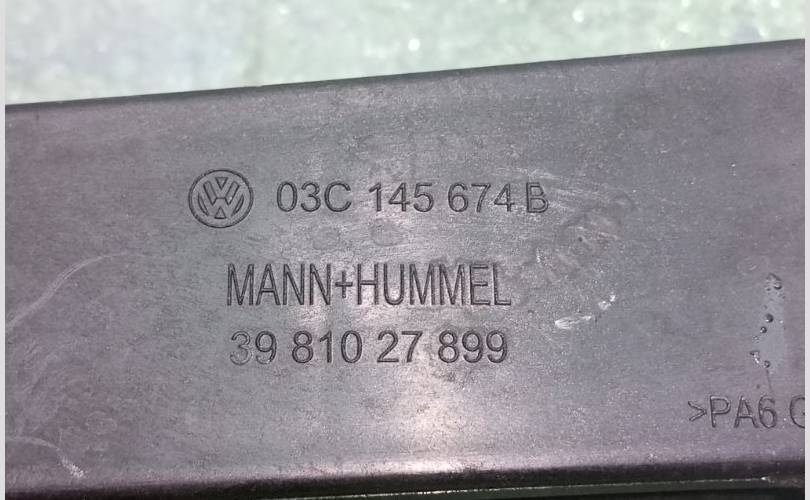 03C 145 674 B
MANN+HUMMEL
39 810 27 899
>PA6